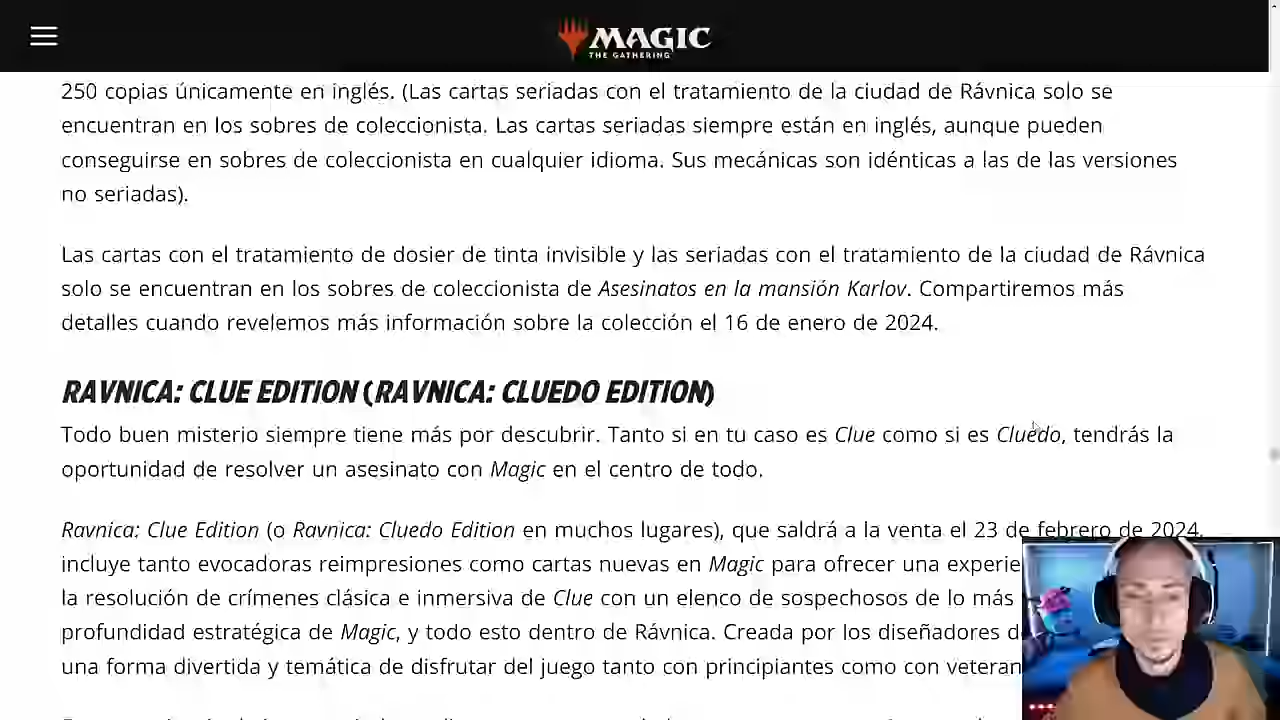 MAGIC
THE GATHERING
250 copias únicamente en inglés. (Las cartas seriadas con el tratamiento de la ciudad de Rávnica solo se
encuentran en los sobres de coleccionista. Las cartas seriadas siempre están en inglés, aunque pueden
conseguirse en sobres de coleccionista en cualquier idioma. Sus mecánicas son idénticas a las de las versiones
no seriadas).
Las cartas con el tratamiento de dosier de tinta invisible y las seriadas con el tratamiento de la ciudad de Rávnica
solo se encuentran en los sobres de coleccionista de Asesinatos en la mansión Karlov. Compartiremos más
detalles cuando revelemos más información sobre la colección el 16 de enero de 2024.
RAVNICA: CLUE EDITION (RAVNICA: CLUEDO EDITION)
Todo buen misterio siempre tiene más por descubrir. Tanto si en tu caso es Clue como si es Cluedo, tendrás la
oportunidad de resolver un asesinato con Magic en el centro de todo.
Ravnica: Clue Edition (o Ravnica: Cluedo Edition en muchos lugares), que saldrá a la venta el 23 de febrero de 2024,
incluye tanto evocadoras reimpresiones como cartas nuevas en Magic para ofrecer una
la resolución de crímenes clásica e inmersiva de Clue con un elenco de sospechosos de lo más
profundidad estratégica de Magic, y todo esto dentro de Rávnica. Creada por los diseñadores
una forma divertida y temática de disfrutar del juego tanto con principiantes como con